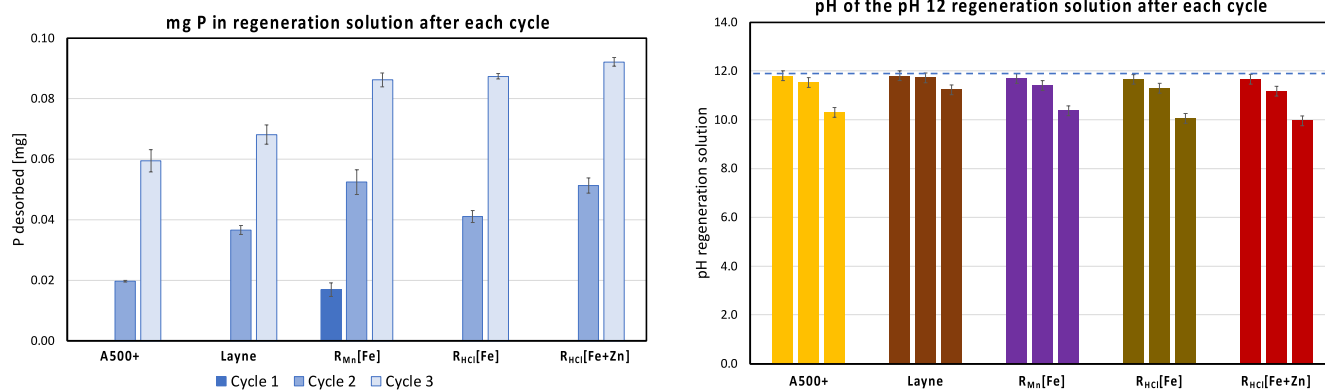 mg P in regeneration solution after each cycle
P desorbed [mg]
0.10
0.08
0.06
0.04
0.02
0.00
A500+ Layne RMn[Fe] RHCl[Fe] RHCl[Fe+Zn]
Cycle 1 Cycle 2 Cycle 3
pH of the pH 12 regeneration solution after each cycle
pH regeneration solution
14.0
12.0
10.0
8.0
6.0
4.0
2.0
0.0
A500+ Layne RMn[Fe] RHCl[Fe] RHCl[Fe+Zn]